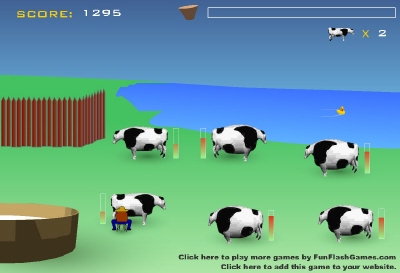 SCORE: 1295
X 2
Click here to play more games by FunFlashGames.com
Click here to add this game to your website.